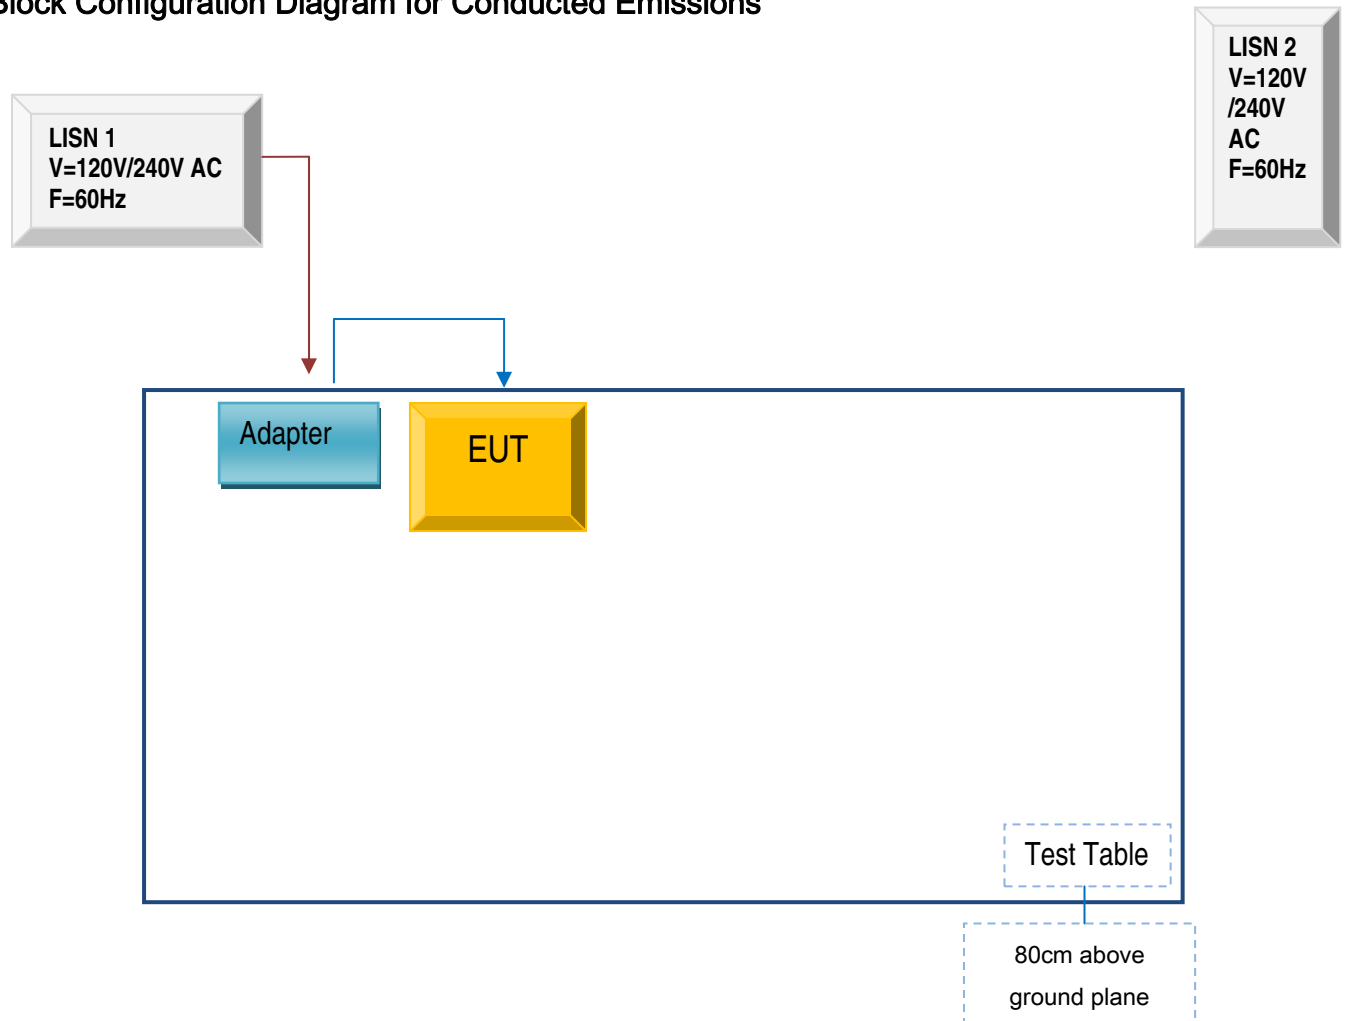 Block Configuration Diagram for Conducted Emissions
LISN 1
V=120V/240V AC
F=60Hz
LISN 2
V=120V
/240V
AC
F=60Hz
Adapter
EUT
Test Table
80cm above
ground plane